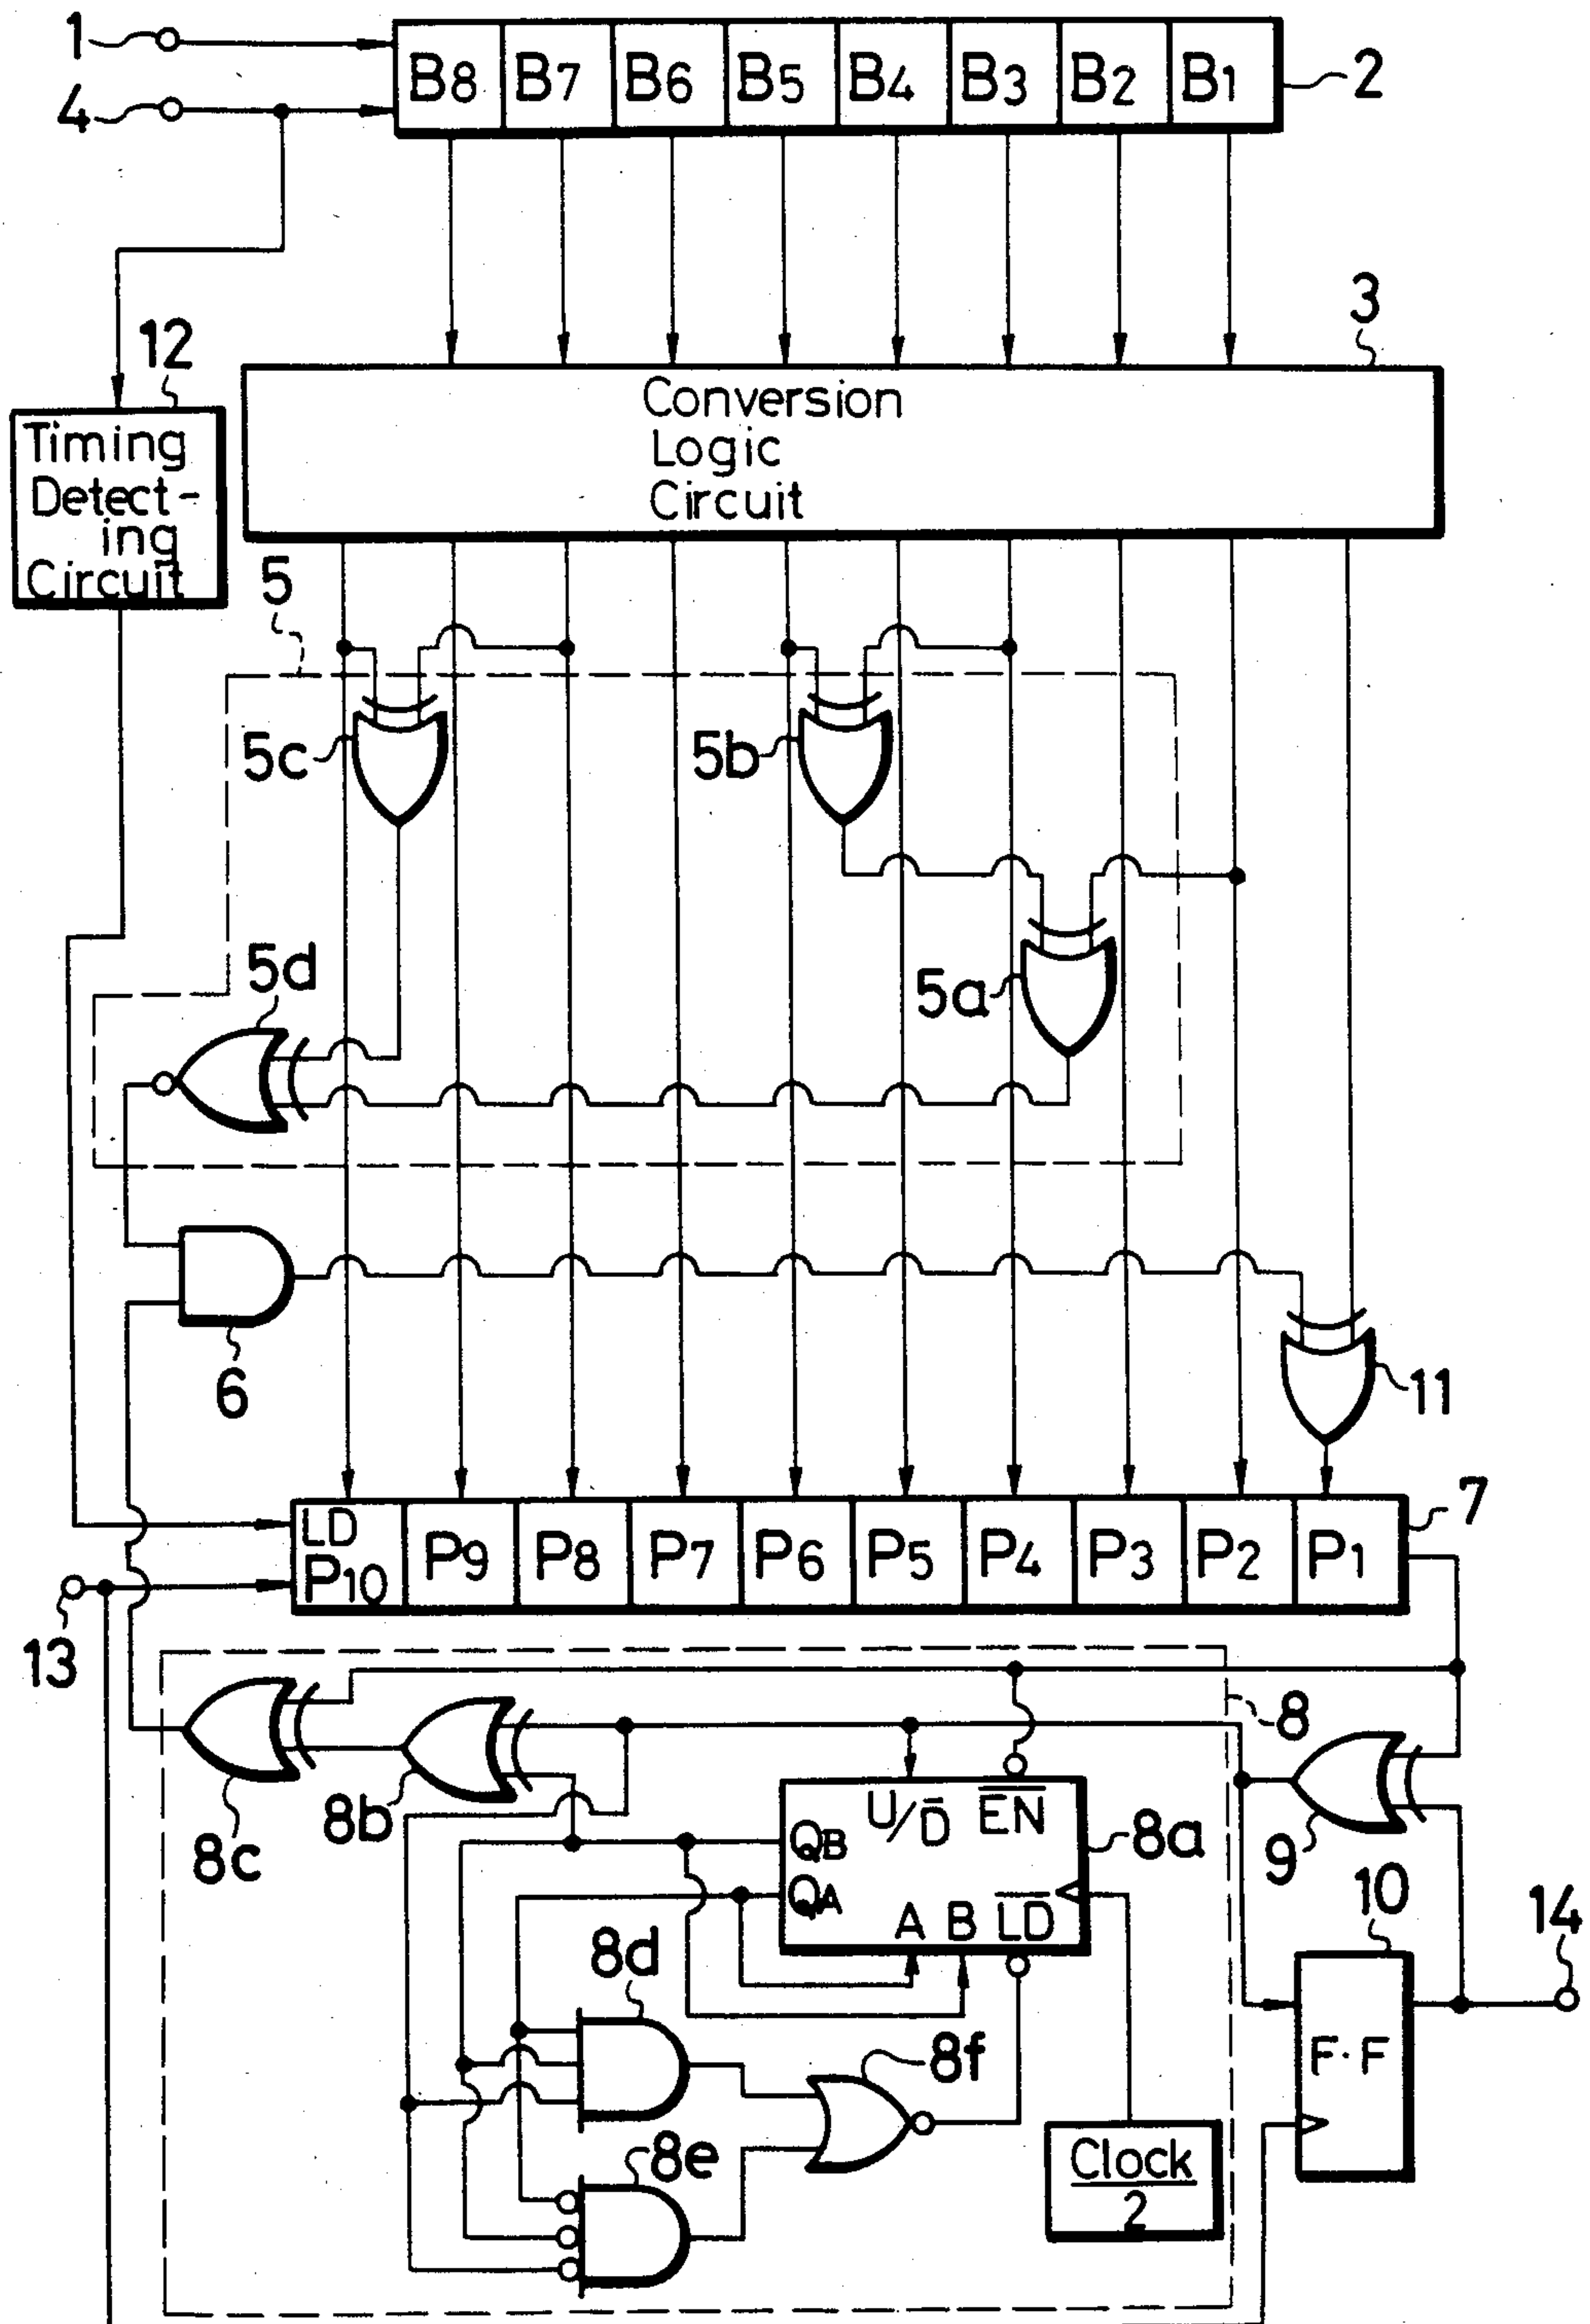 1
B8 B7 B6 B5 B4 B3 B2 B1
2
4
3
12
Conversion
Logic
Circuit
Timing
Detect-
ing
Circuit
5
5c
5b
5d
5a
6
11
LD
P10 P9 P8 P7 P6 P5 P4 P3 P2 P1
7
13
8
8c
8b
U/D̅ E̅N̅
QB
8a
9
QA
A B L̅D̅
10
14
8d
8f
F·F
8e
Clock
2